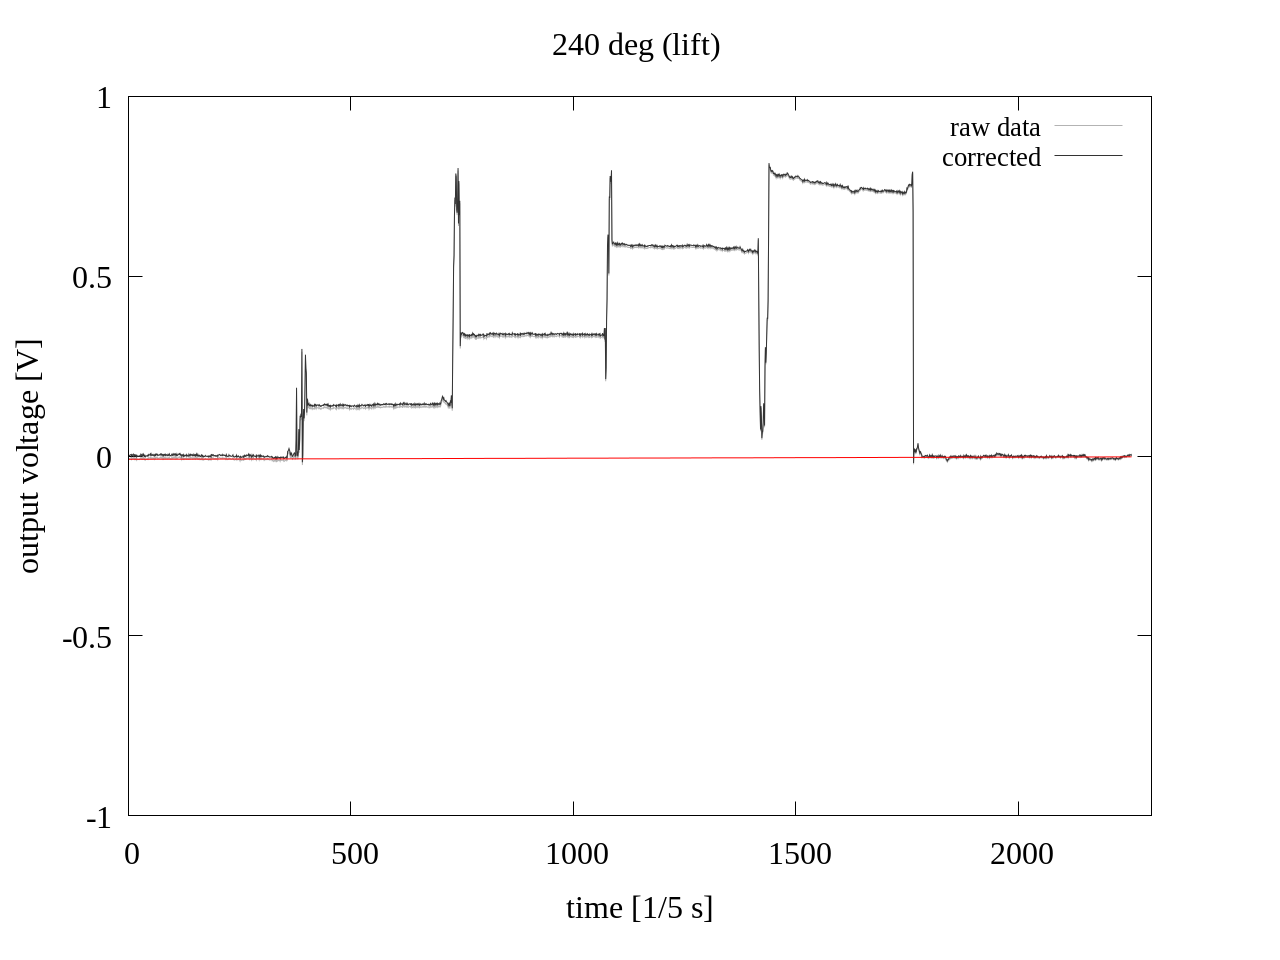 240 deg (lift)
1
0.5
0
-0.5
-1
output voltage [V]
raw data
corrected
0 500 1000 1500 2000
time [1/5 s]